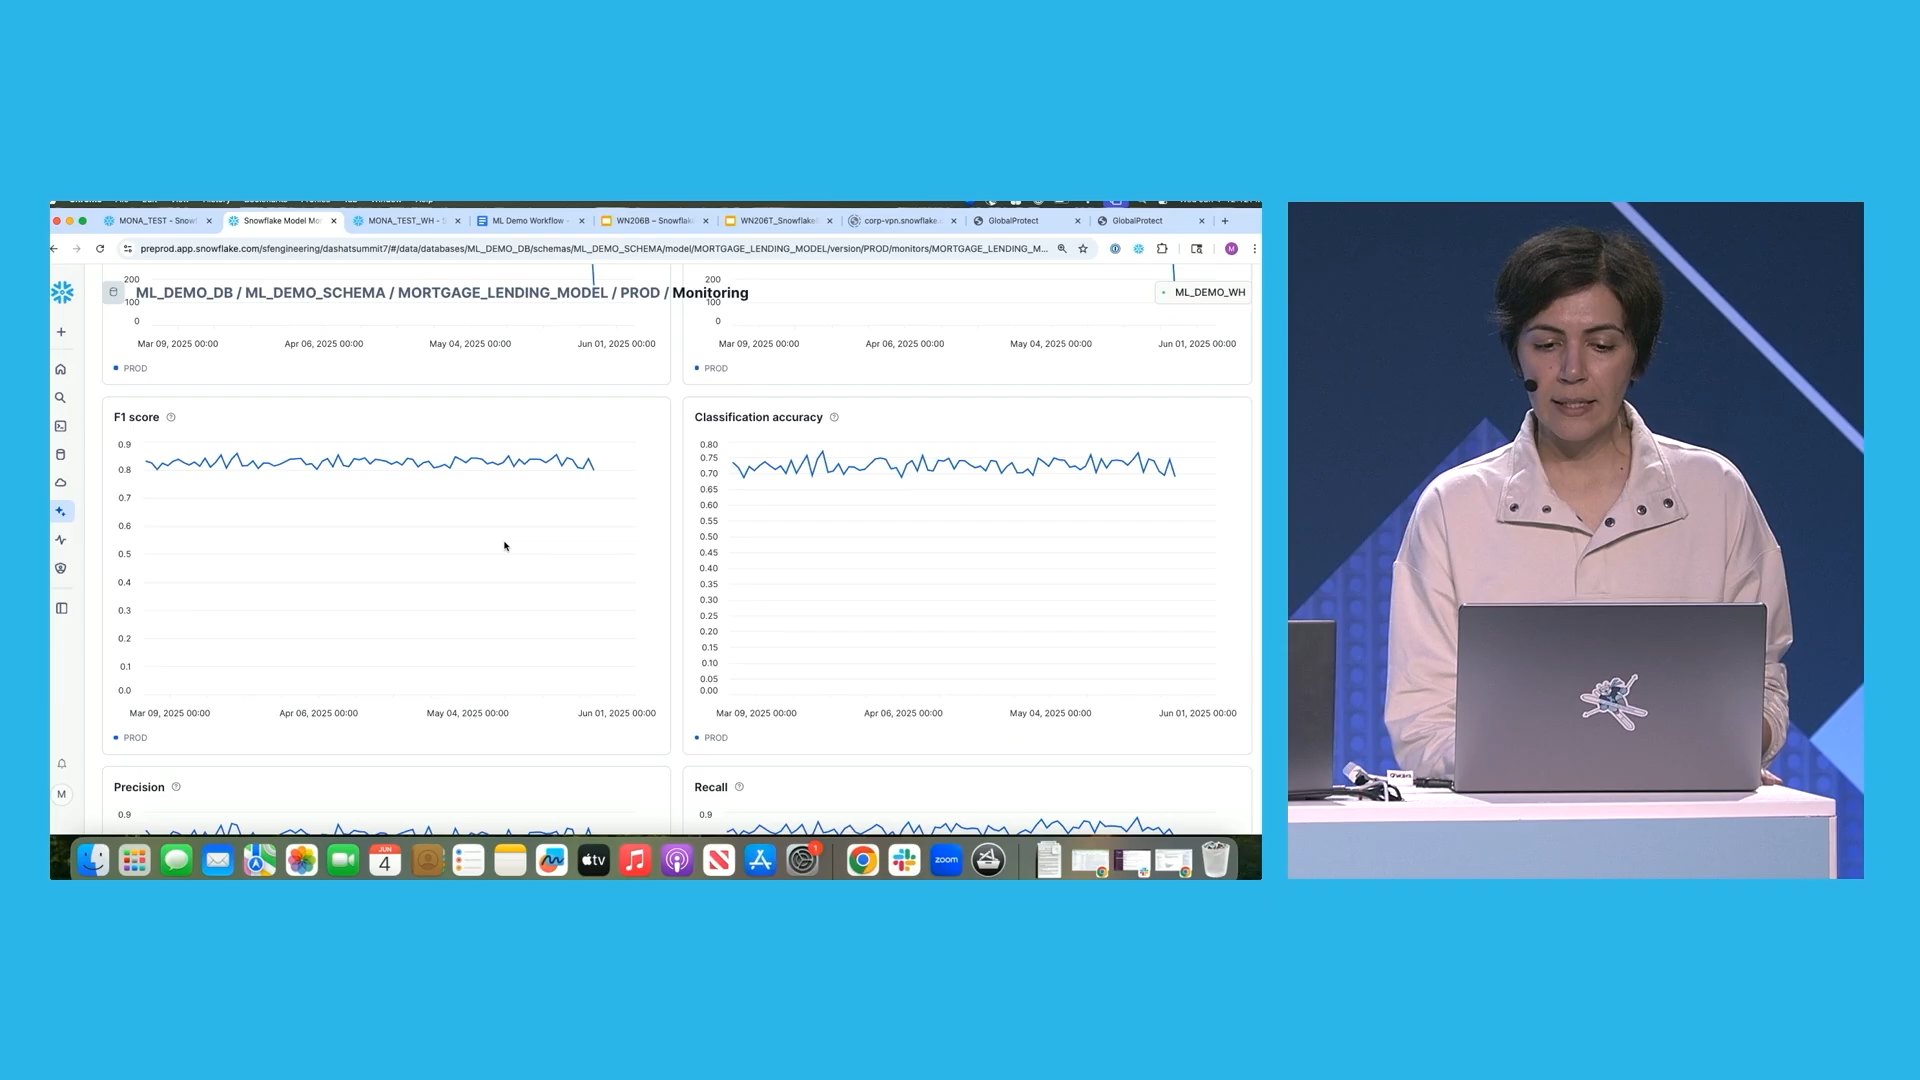 MONA_TEST - Snowf
Snowflake Model Mo
MONA_TEST_WH - S
ML Demo Workflow -
WN206B – Snowflak
WN206T_Snowflake
corp-vpn.snowflake.
GlobalProtect
GlobalProtect
preprod.app.snowflake.com/sfengineering/dashatsummit7/#/data/databases/ML_DEMO_DB/schemas/ML_DEMO_SCHEMA/model/MORTGAGE_LENDING_MODEL/version/PROD/monitors/MORTGAGE_LENDING_M...
M
ML_DEMO_DB / ML_DEMO_SCHEMA / MORTGAGE_LENDING_MODEL / PROD / Monitoring
ML_DEMO_WH
200
100
0
Mar 09, 2025 00:00 Apr 06, 2025 00:00 May 04, 2025 00:00 Jun 01, 2025 00:00
PROD
200
100
0
Mar 09, 2025 00:00 Apr 06, 2025 00:00 May 04, 2025 00:00 Jun 01, 2025 00:00
PROD
F1 score
0.9
0.8
0.7
0.6
0.5
0.4
0.3
0.2
0.1
0.0
Mar 09, 2025 00:00 Apr 06, 2025 00:00 May 04, 2025 00:00 Jun 01, 2025 00:00
PROD
Classification accuracy
0.80
0.75
0.70
0.65
0.60
0.55
0.50
0.45
0.40
0.35
0.30
0.25
0.20
0.15
0.10
0.05
0.00
Mar 09, 2025 00:00 Apr 06, 2025 00:00 May 04, 2025 00:00 Jun 01, 2025 00:00
PROD
Precision
0.9
Recall
0.9
M
JUN
4
tv
1
zoom